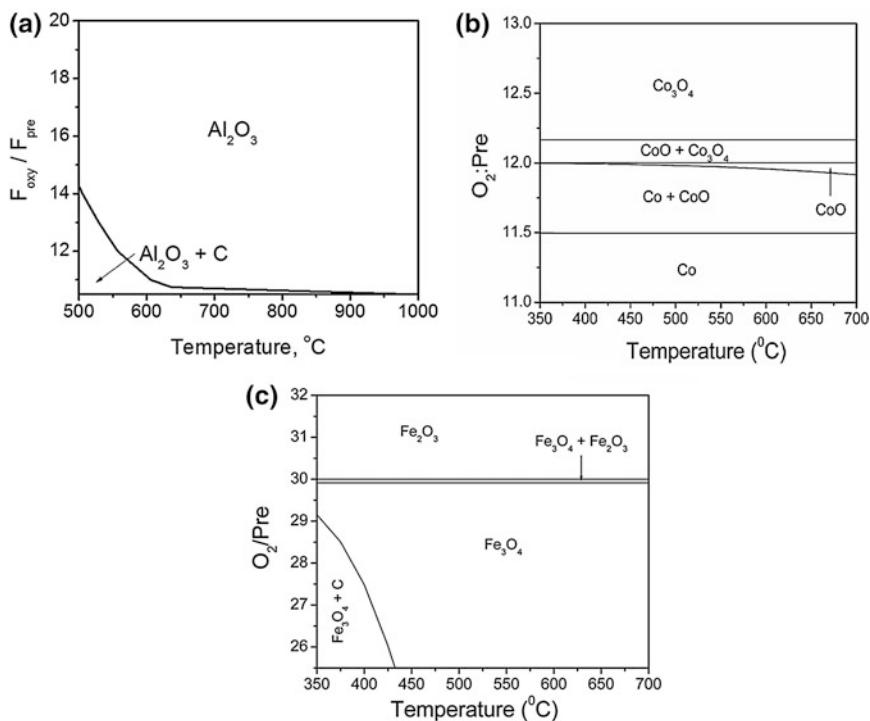 (a)
20
18
16
14
12
F_oxy / F_pre
Al₂O₃
Al₂O₃ + C
500 600 700 800 900 1000
Temperature, °C
(b)
13.0
12.5
12.0
11.5
11.0
O₂:Pre
Co₃O₄
CoO + Co₃O₄
Co + CoO
CoO
Co
350 400 450 500 550 600 650 700
Temperature (⁰C)
(c)
32
31
30
29
28
27
26
O₂/Pre
Fe₂O₃
Fe₃O₄ + Fe₂O₃
Fe₃O₄
Fe₃O₄ + C
350 400 450 500 550 600 650 700
Temperature (⁰C)